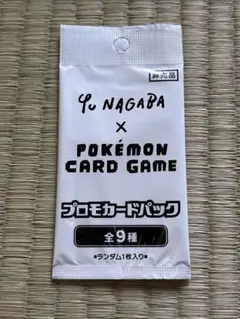 非売品
Yu NAGABA
×
POKÉMON
CARD GAME
プロモカードパック
全9種
*ランダム1枚入り*